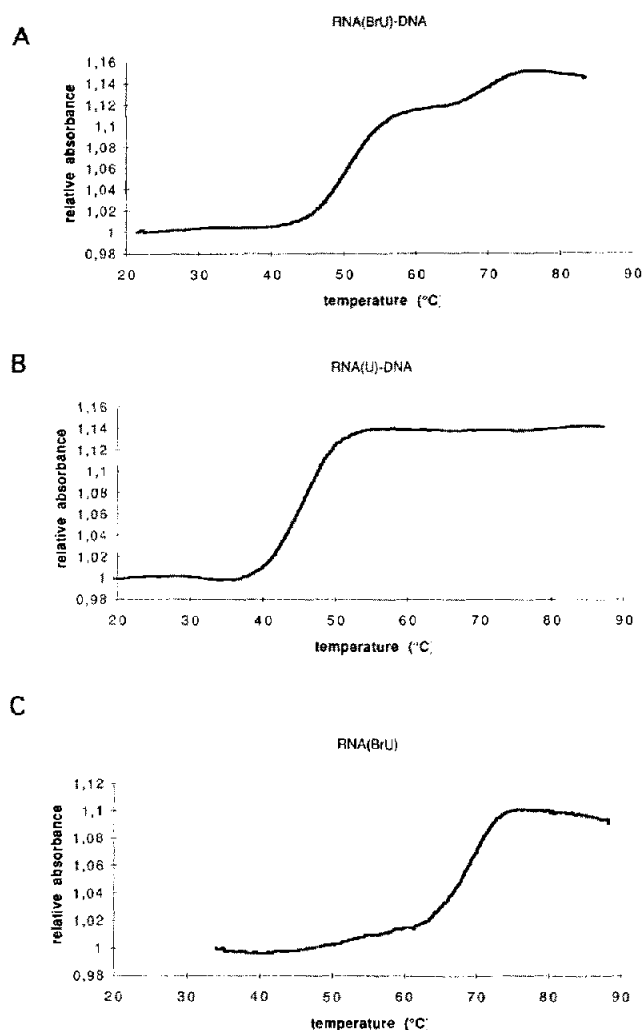 A
RNA(BrU)-DNA
relative absorbance
1,16
1,14
1,12
1,1
1,08
1,06
1,04
1,02
1
0,98
20 30 40 50 60 70 80 90
temperature (°C)
B
RNA(U)-DNA
relative absorbance
1,16
1,14
1,12
1,1
1,08
1,06
1,04
1,02
1
0,98
20 30 40 50 60 70 80 90
temperature (°C)
C
RNA(BrU)
relative absorbance
1,12
1,1
1,08
1,06
1,04
1,02
1
0,98
20 30 40 50 60 70 80 90
temperature (°C)